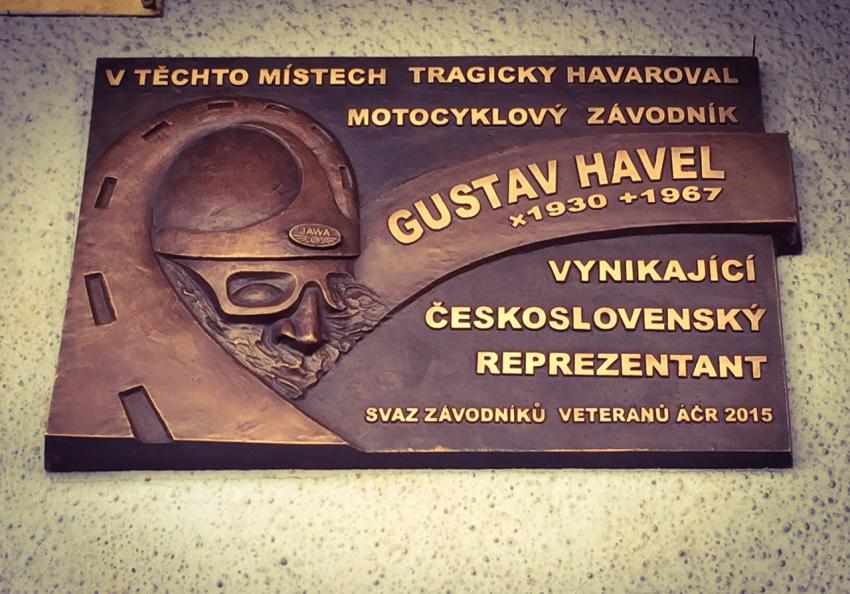 V TĚCHTO MÍSTECH TRAGICKY HAVAROVAL
MOTOCYKLOVÝ ZÁVODNÍK
GUSTAV HAVEL
×1930 +1967
JAWA
VYNIKAJÍCÍ
ČESKOSLOVENSKÝ
REPREZENTANT
SVAZ ZÁVODNÍKŮ VETERANŮ AČR 2015